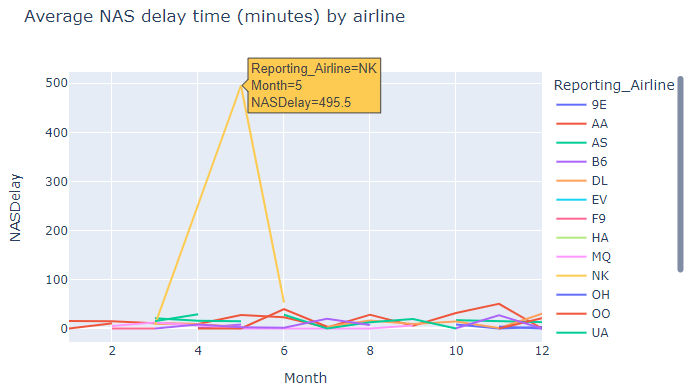 Average NAS delay time (minutes) by airline
Reporting_Airline=NK
Month=5
NASDelay=495.5
500
400
300
200
100
0
NASDelay
2
4
6
8
10
12
Month
Reporting_Airline
9E
AA
AS
B6
DL
EV
F9
HA
MQ
NK
OH
OO
UA